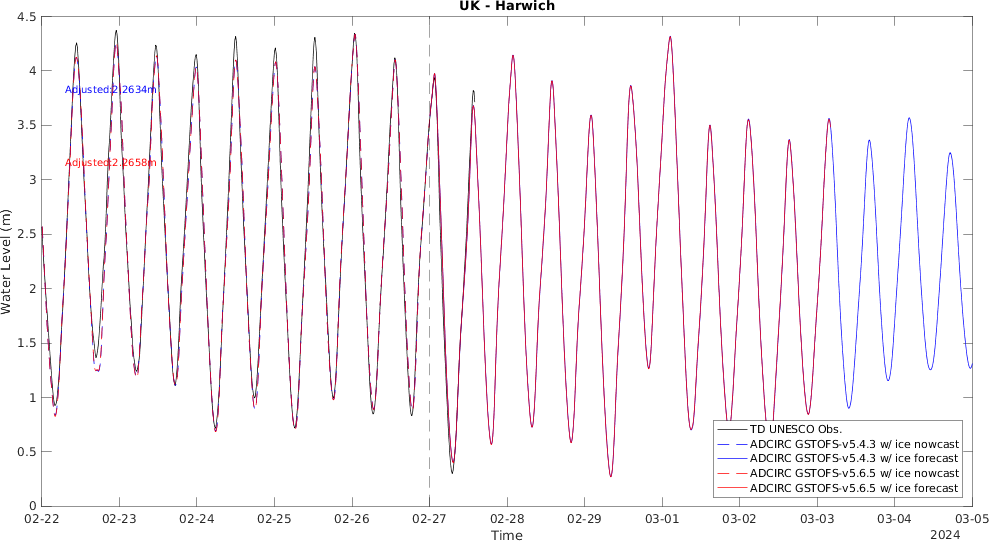 UK - Harwich
4.5
4
3.5
3
2.5
2
1.5
1
0.5
0
Water Level (m)
Adjusted:2.2634m
Adjusted:2.2658m
TD UNESCO Obs.
ADCIRC GSTOFS-v5.4.3 w/ ice nowcast
ADCIRC GSTOFS-v5.4.3 w/ ice forecast
ADCIRC GSTOFS-v5.6.5 w/ ice nowcast
ADCIRC GSTOFS-v5.6.5 w/ ice forecast
02-22 02-23 02-24 02-25 02-26 02-27 02-28 02-29 03-01 03-02 03-03 03-04 03-05
Time
2024